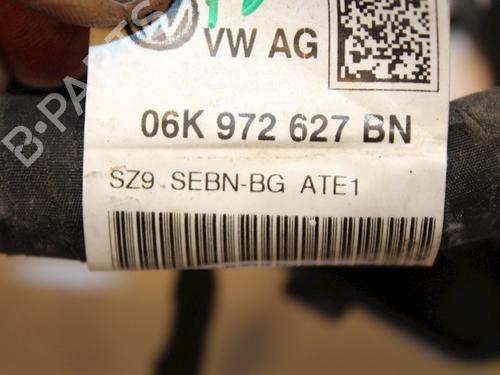 VW AG
06K 972 627 BN
SZ9 SEBN-BG ATE1
B-PARTS